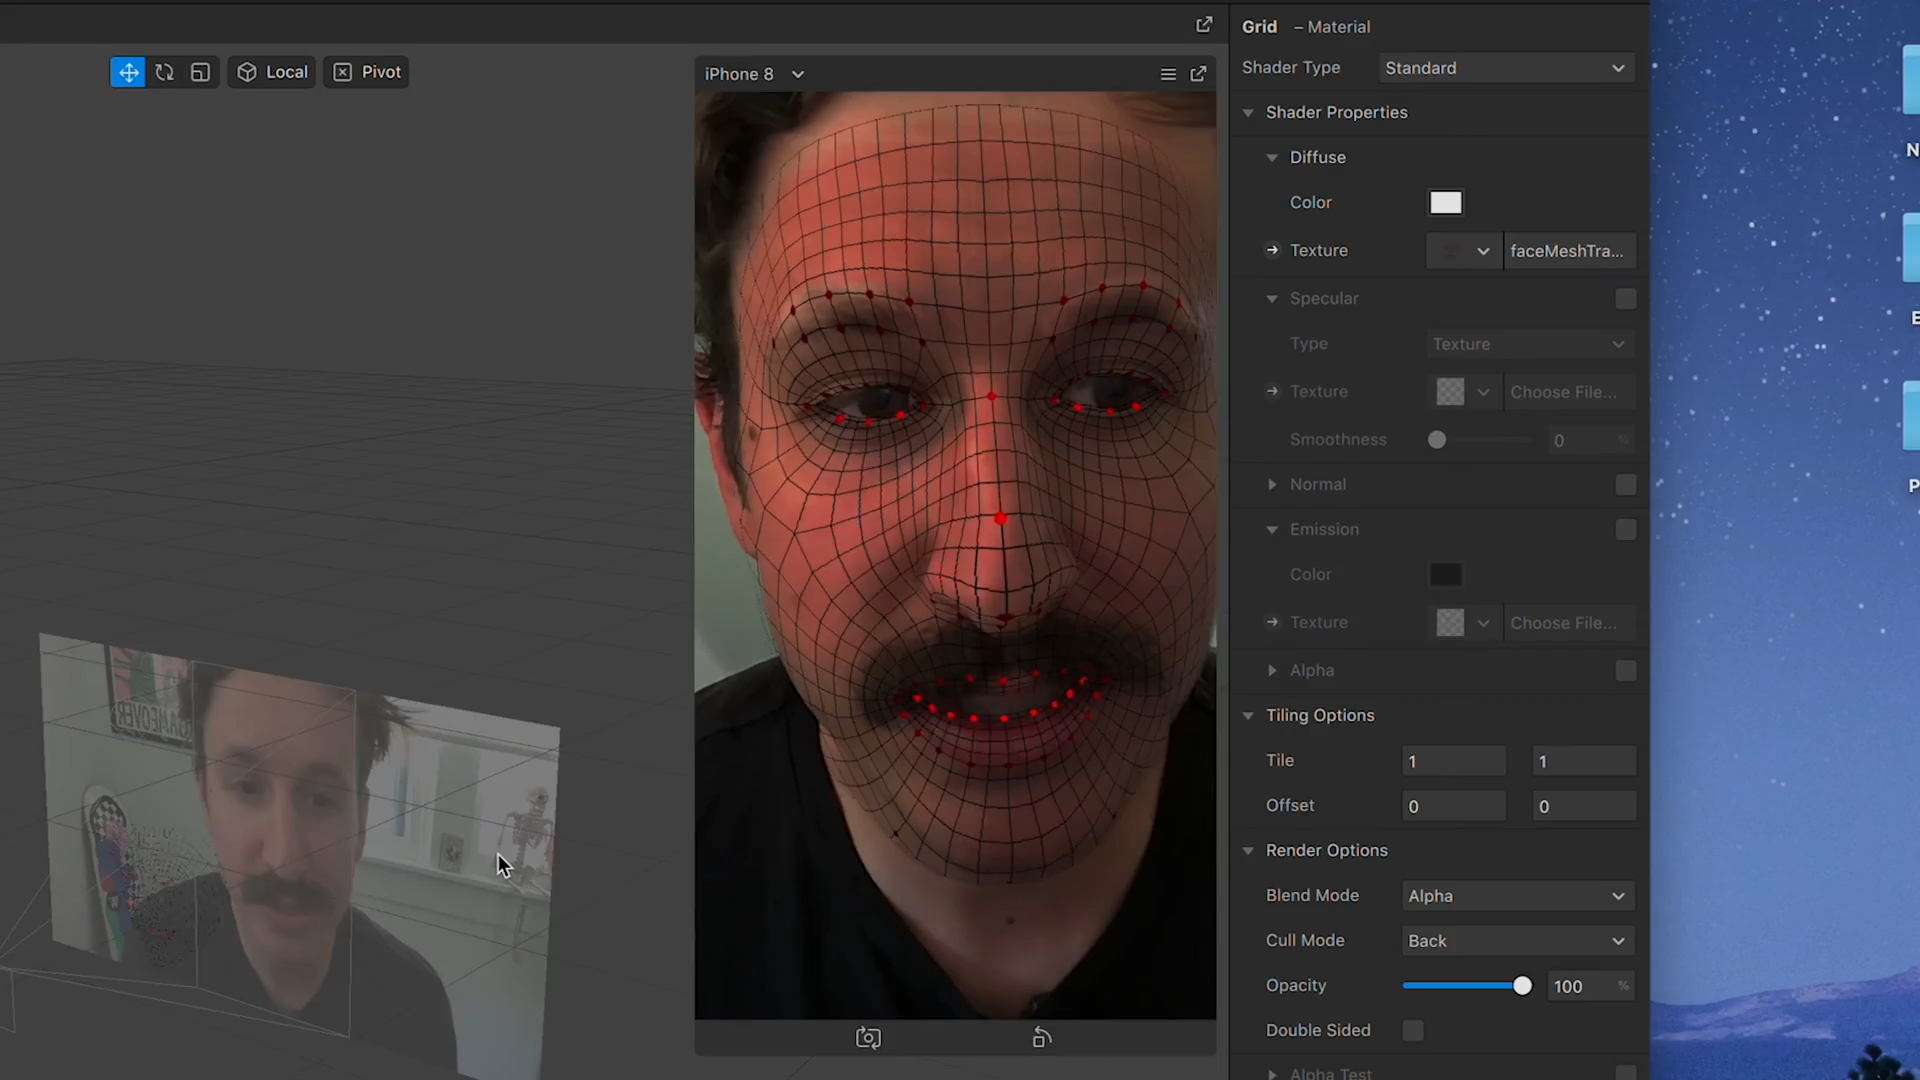 Grid – Material
Local
Pivot
iPhone 8
Shader Type
Standard
Shader Properties
Diffuse
Color
Texture
faceMeshTra...
Specular
Type
Texture
Texture
Choose File...
Smoothness
0
%
Normal
Emission
Color
Texture
Choose File...
Alpha
Tiling Options
Tile
1
1
Offset
0
0
Render Options
Blend Mode
Alpha
Cull Mode
Back
Opacity
100
%
Double Sided
Alpha Test
GAMEOVER
N
E
P